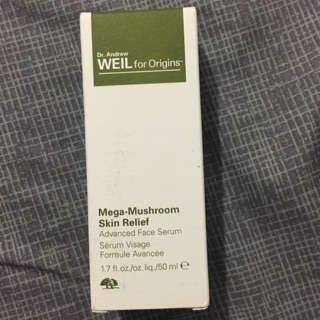 Dr. Andrew
WEIL for Origins™
Mega-Mushroom
Skin Relief
Advanced Face Serum
Sérum Visage
Formule Avancée
1.7 fl.oz./oz.liq./50 ml ℮